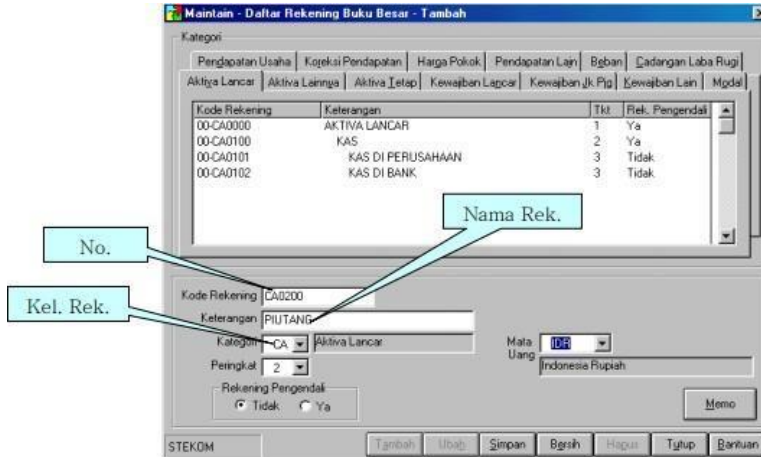 Maintain - Daftar Rekening Buku Besar - Tambah
Kategori
Pendapatan Usaha Koreksi Pendapatan Harga Pokok Pendapatan Lain Beban Cadangan Laba Rugi
Aktiva Lancar Aktiva Lainnya Aktiva Tetap Kewajiban Lancar Kewajiban Jk Pjg Kewajiban Lain Modal
Kode Rekening Keterangan Tkt Rek. Pengendali
00-CA0000 AKTIVA LANCAR 1 Ya
00-CA0100 KAS 2 Ya
00-CA0101 KAS DI PERUSAHAAN 3 Tidak
00-CA0102 KAS DI BANK 3 Tidak
Nama Rek.
No.
Kel. Rek.
Kode Rekening CA0200
Keterangan PIUTANG
Kategori CA Aktiva Lancar Mata Uang IDR
Peringkat 2 Indonesia Rupiah
Rekening Pengendali
Tidak Ya
Memo
STEKOM Tambah Ubah Simpan Bersih Hapus Tutup Bantuan